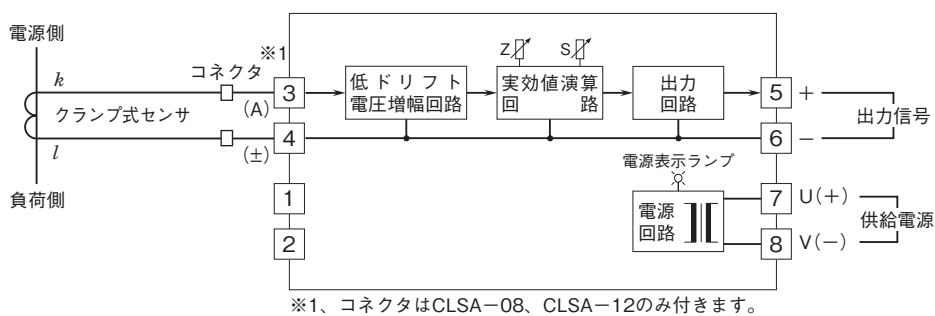 電源側
k
※1
コネクタ
(A)
クランプ式センサ
l
(±)
負荷側
3
4
1
2
低ドリフト
電圧増幅回路
Z
S
実効値演算
回路
出力
回路
電源表示ランプ
電源
回路
5
+
6
−
出力信号
7
U(+)
8
V(−)
供給電源
※1、コネクタはCLSA−08、CLSA−12のみ付きます。